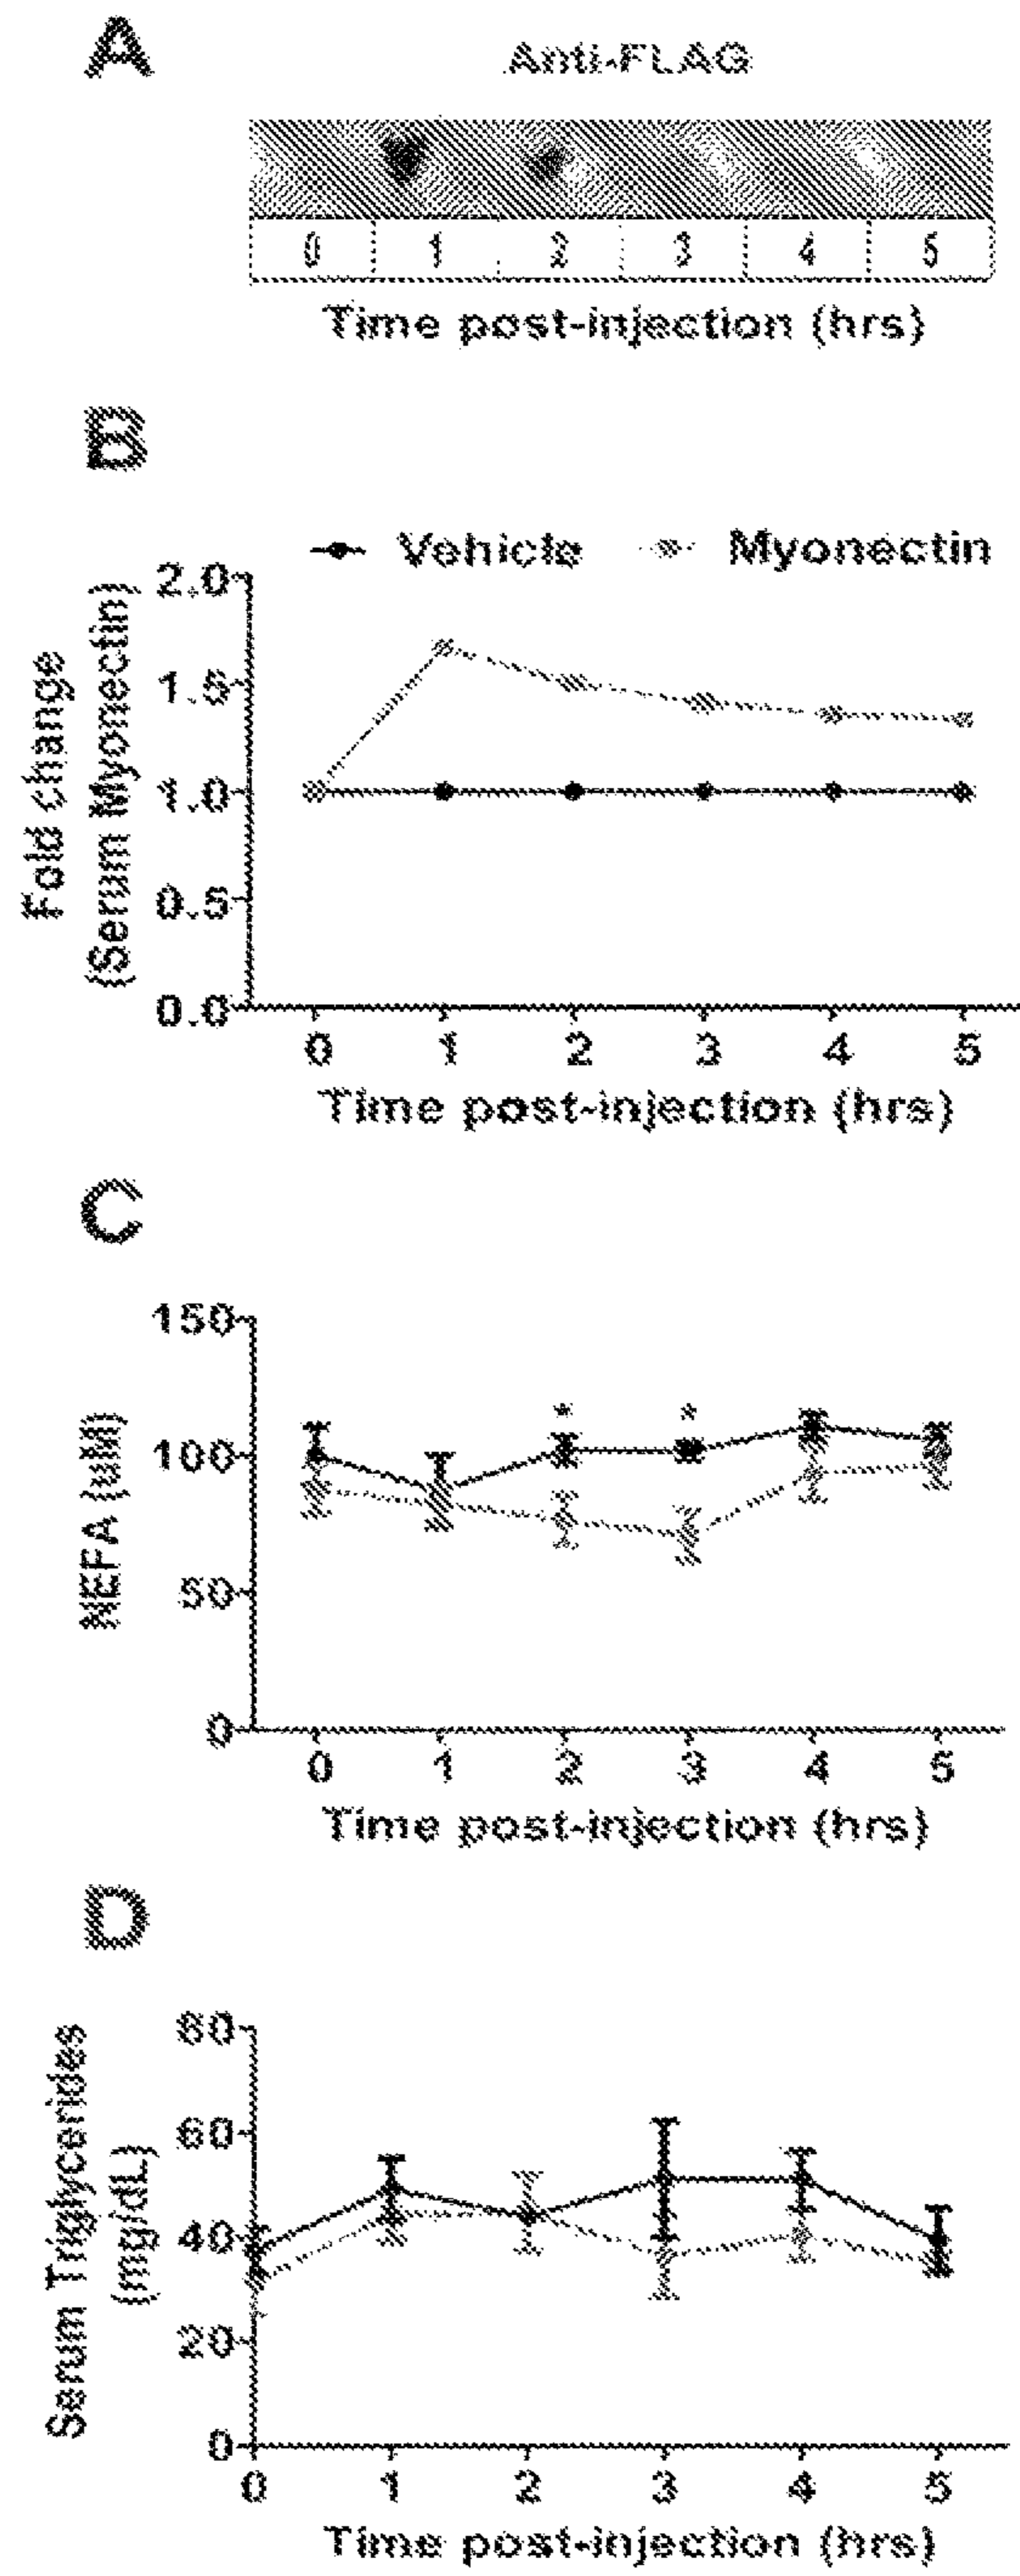 A
Anti-FLAG
0 1 2 3 4 5
Time post-injection (hrs)
B
Vehicle Myonectin
Fold change
(Serum Myonectin)
2.0
1.5
1.0
0.5
0.0
0 1 2 3 4 5
Time post-injection (hrs)
C
NEFA (uM)
150
* *
100
50
0
0 1 2 3 4 5
Time post-injection (hrs)
D
Serum Triglycerides
(mg/dL)
80
60
40
20
0
0 1 2 3 4 5
Time post-injection (hrs)